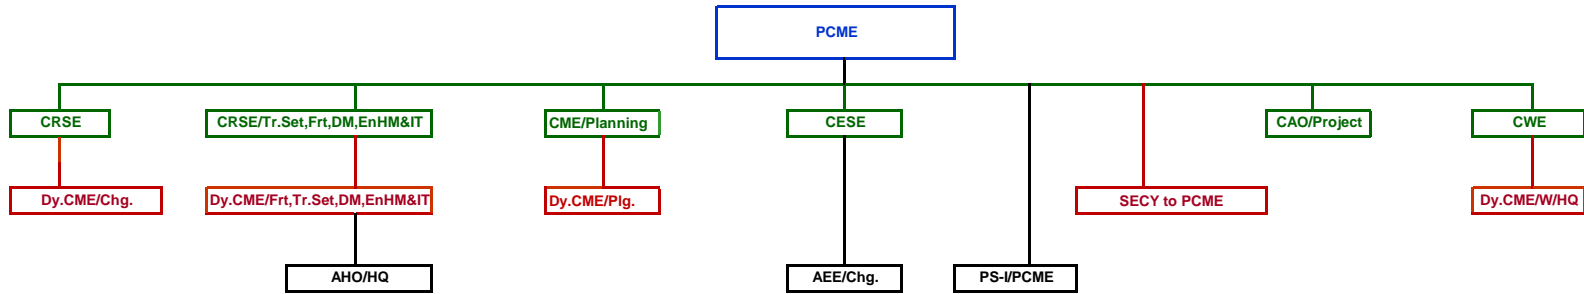 PCME
CRSE
CRSE/Tr.Set,Frt,DM,EnHM&IT
CME/Planning
CESE
CAO/Project
CWE
Dy.CME/Chg.
Dy.CME/Frt,Tr.Set,DM,EnHM&IT
Dy.CME/Plg.
SECY to PCME
Dy.CME/W/HQ
AHO/HQ
AEE/Chg.
PS-I/PCME